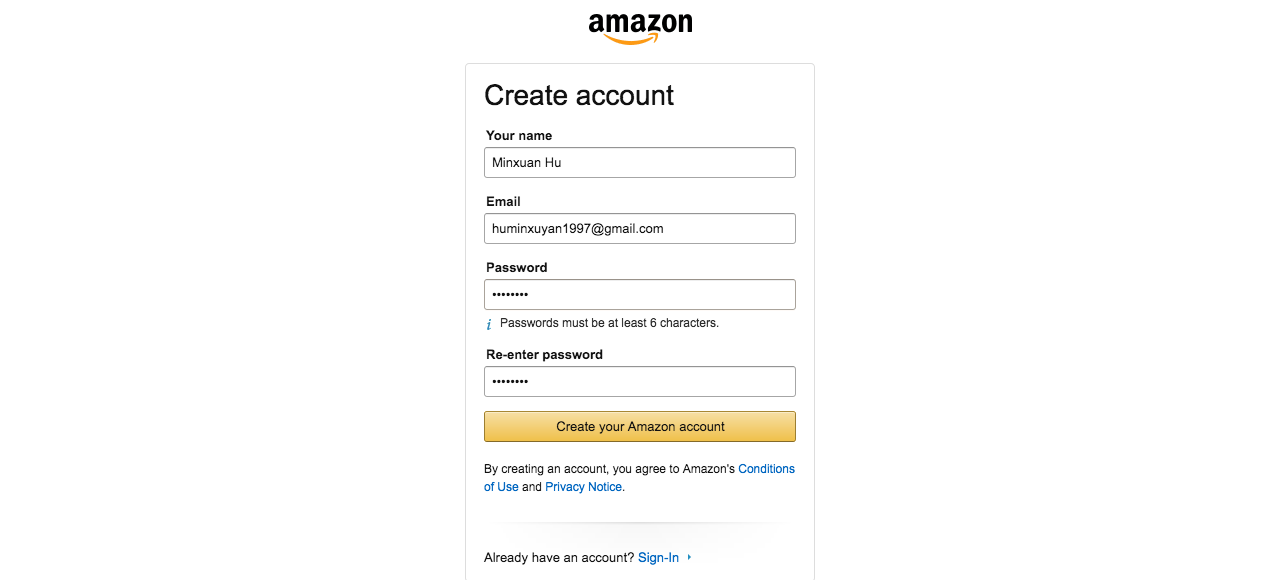 amazon
Create account
Your name
Minxuan Hu
Email
huminxuyan1997@gmail.com
Password
••••••••
i Passwords must be at least 6 characters.
Re-enter password
••••••••
Create your Amazon account
By creating an account, you agree to Amazon's Conditions
of Use and Privacy Notice.
Already have an account? Sign-In